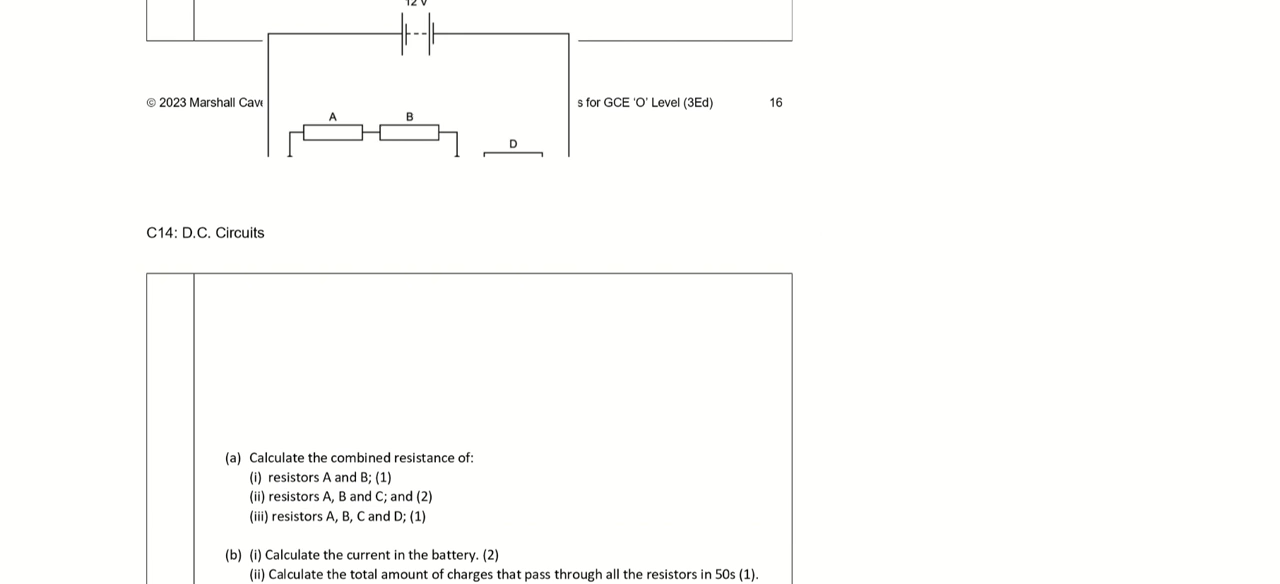 12 V
© 2023 Marshall Cav
s for GCE 'O' Level (3Ed)
16
A
B
D
C14: D.C. Circuits
(a) Calculate the combined resistance of:
(i) resistors A and B; (1)
(ii) resistors A, B and C; and (2)
(iii) resistors A, B, C and D; (1)
(b) (i) Calculate the current in the battery. (2)
(ii) Calculate the total amount of charges that pass through all the resistors in 50s (1).